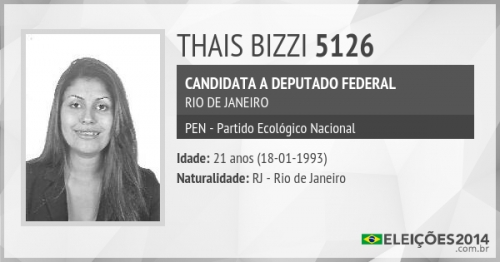 THAIS BIZZI 5126
CANDIDATA A DEPUTADO FEDERAL
RIO DE JANEIRO
PEN - Partido Ecológico Nacional
Idade: 21 anos (18-01-1993)
Naturalidade: RJ - Rio de Janeiro
ELEIÇÕES2014
.com.br